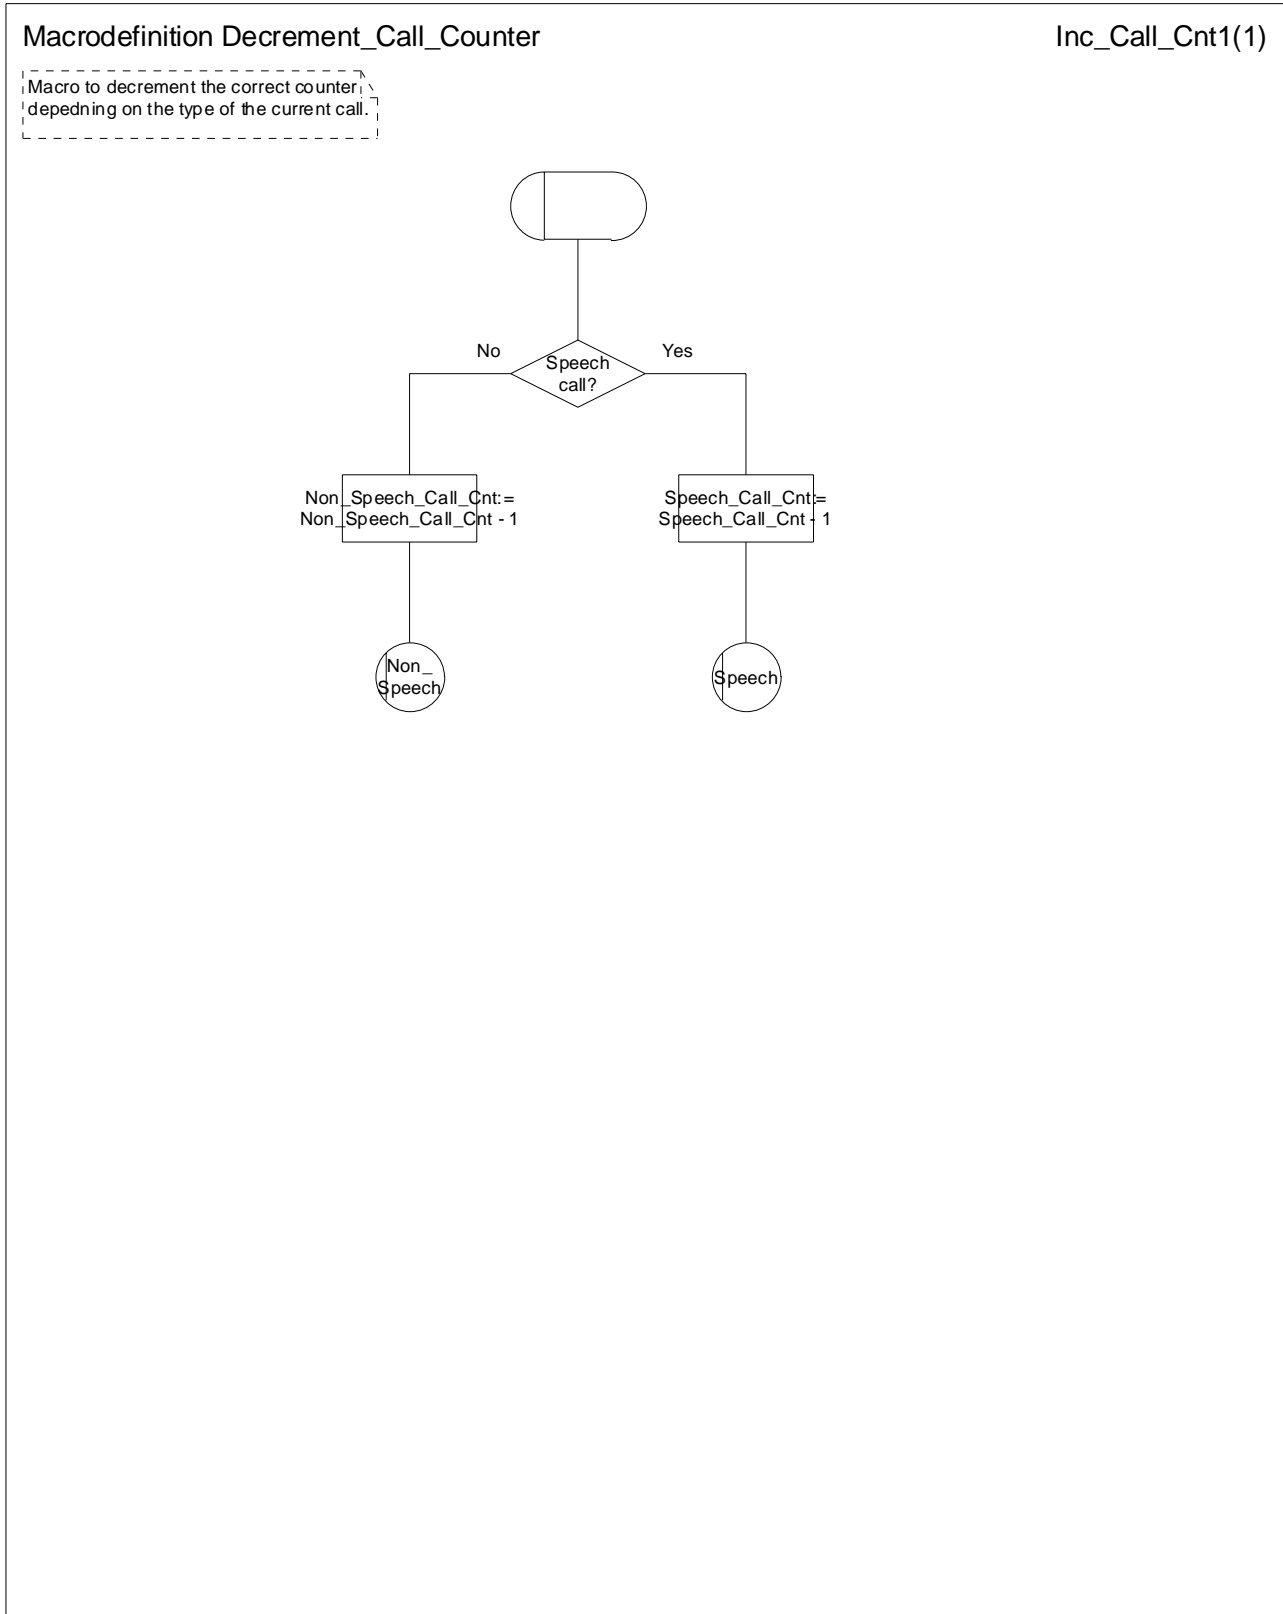 Macrodefinition Decrement_Call_Counter
Inc_Call_Cnt1(1)
Macro to decrement the correct counter
depedning on the type of the current call.
No
Yes
Speech
call?
Non_Speech_Call_Cnt:=
Non_Speech_Call_Cnt - 1
Speech_Call_Cnt:=
Speech_Call_Cnt - 1
Non_
Speech
Speech